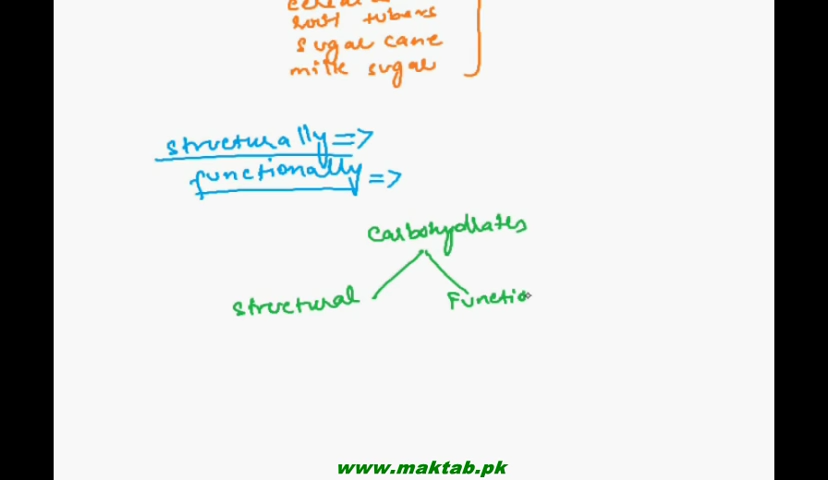 root tubers
sugar cane
milk sugar
structurally =>
functionally =>
Carbohydrates
Structural Functio
www.maktab.pk